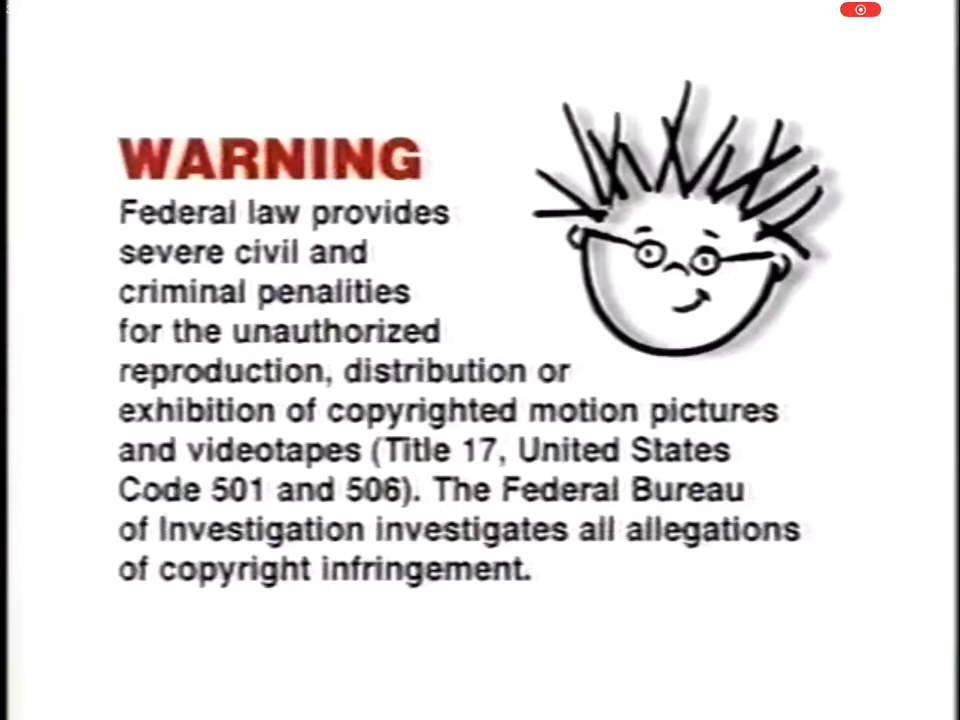 WARNING
Federal law provides
severe civil and
criminal penalities
for the unauthorized
reproduction, distribution or
exhibition of copyrighted motion pictures
and videotapes (Title 17, United States
Code 501 and 506). The Federal Bureau
of Investigation investigates all allegations
of copyright infringement.